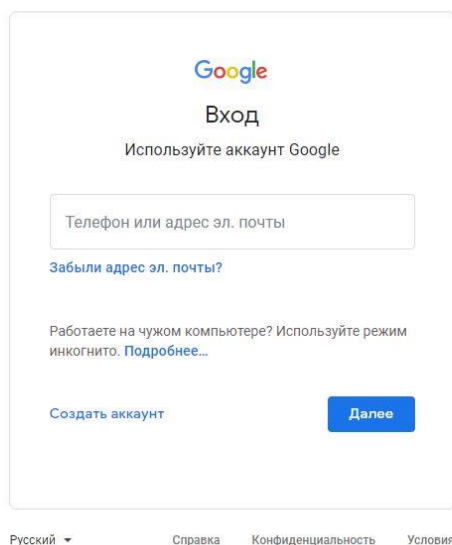 Google
Вход
Используйте аккаунт Google
Телефон или адрес эл. почты
Забыли адрес эл. почты?
Работаете на чужом компьютере? Используйте режим
инкогнито. Подробнее...
Создать аккаунт Далее
Русский Справка Конфиденциальность Условия